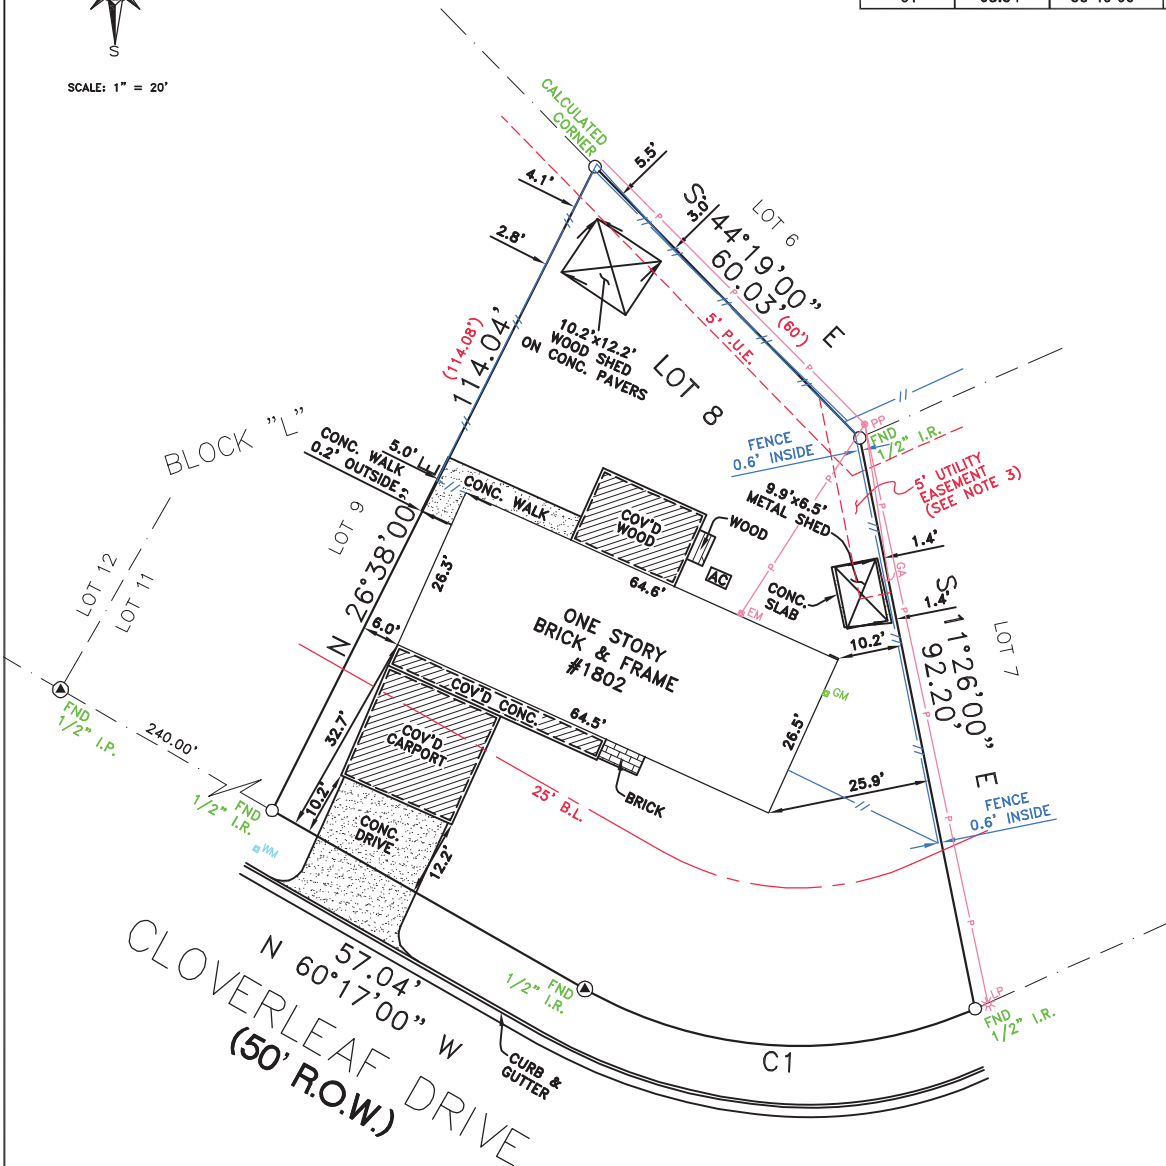 S
SCALE: 1" = 20'
CALCULATED
CORNER
5.5'
4.1'
2.8'
3.0'
S 44°19'00" E
60.03'
(60')
LOT 6
10.2'x12.2'
WOOD SHED
ON CONC. PAVERS
5' P.U.E.
LOT 8
(114.08')
114.04'
N 26°38'00" E
BLOCK "L"
CONC. WALK
0.2' OUTSIDE
5.0'
CONC. WALK
FENCE
0.6' INSIDE
PP
FND
1/2" I.R.
9.9'x6.5'
METAL SHED
5' UTILITY
EASEMENT
(SEE NOTE 3)
COV'D
WOOD
WOOD
AC
LOT 9
LOT 12
LOT 11
26.3'
64.6'
EM
CONC.
SLAB
1.4'
GA
1.4'
S 11°26'00" E
92.20'
LOT 7
ONE STORY
BRICK & FRAME
#1802
6.0'
10.2'
GM
COV'D CONC.
64.5'
26.5'
COV'D
CARPORT
32.7'
FND
1/2" I.P.
240.00'
25.9'
BRICK
25' B.L.
10.2'
FND
1/2" I.R.
CONC.
DRIVE
12.2'
WM
FENCE
0.6' INSIDE
57.04'
N 60°17'00" W
FND
1/2" I.R.
LP
FND
1/2" I.R.
CLOVERLEAF DRIVE
(50' R.O.W.)
CURB &
GUTTER
C1